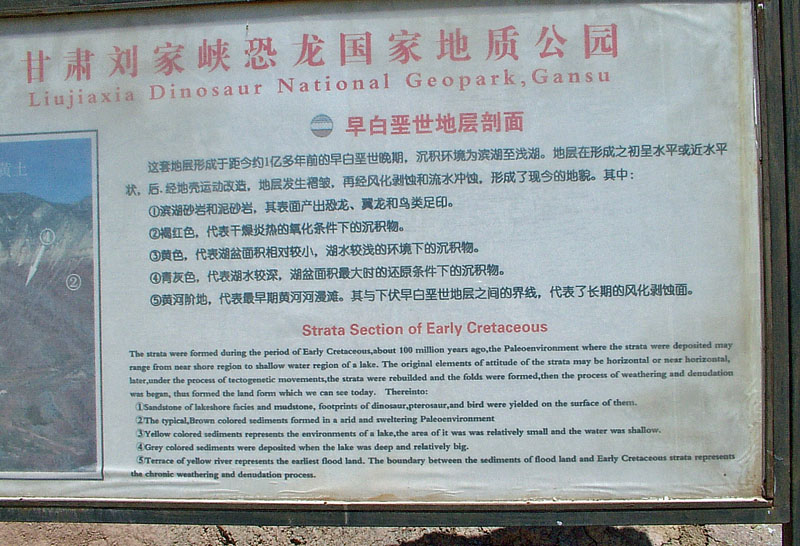 甘肃刘家峡恐龙国家地质公园
Liujiaxia Dinosaur National Geopark,Gansu
早白垩世地层剖面
这套地层形成于距今约1亿多年前的早白垩世晚期，沉积环境为滨湖至浅湖。地层在形成之初呈水平或近水平
状，后.经地壳运动改造，地层发生褶皱，再经风化剥蚀和流水冲蚀，形成了现今的地貌。其中：
①滨湖砂岩和泥砂岩，其表面产出恐龙、翼龙和鸟类足印。
②褐红色，代表干燥炎热的氧化条件下的沉积物。
③黄色，代表湖盆面积相对较小，湖水较浅的环境下的沉积物。
④青灰色，代表湖水较深，湖盆面积最大时的还原条件下的沉积物。
⑤黄河阶地，代表最早期黄河河漫滩。其与下伏早白垩世地层之间的界线，代表了长期的风化剥蚀面。
Strata Section of Early Cretaceous
The strata were formed during the period of Early Cretaceous,about 100 million years ago,the Paleoenvironment where the strata were deposited may
range from near shore region to shallow water region of a lake. The original elements of attitude of the strata may be horizontal or near horizontal,
later,under the process of tectogenetic movements,the strata were rebuilded and the folds were formed,then the process of weathering and denudation
was began, thus formed the land form which we can see today. Thereinto:
①Sandstone of lakeshore facies and mudstone, footprints of dinosaur,pterosaur,and bird were yielded on the surface of them.
②The typical,Brown colored sediments formed in a arid and sweltering Paleoenvironment
③Yellow colored sediments represents the environments of a lake,the area of it was was relatively small and the water was shallow.
④Grey colored sediments were deposited when the lake was deep and relatively big.
⑤Terrace of yellow river represents the earliest flood land. The boundary between the sediments of flood land and Early Cretaceous strata represents
the chronic weathering and denudation process.
黄土
④
②